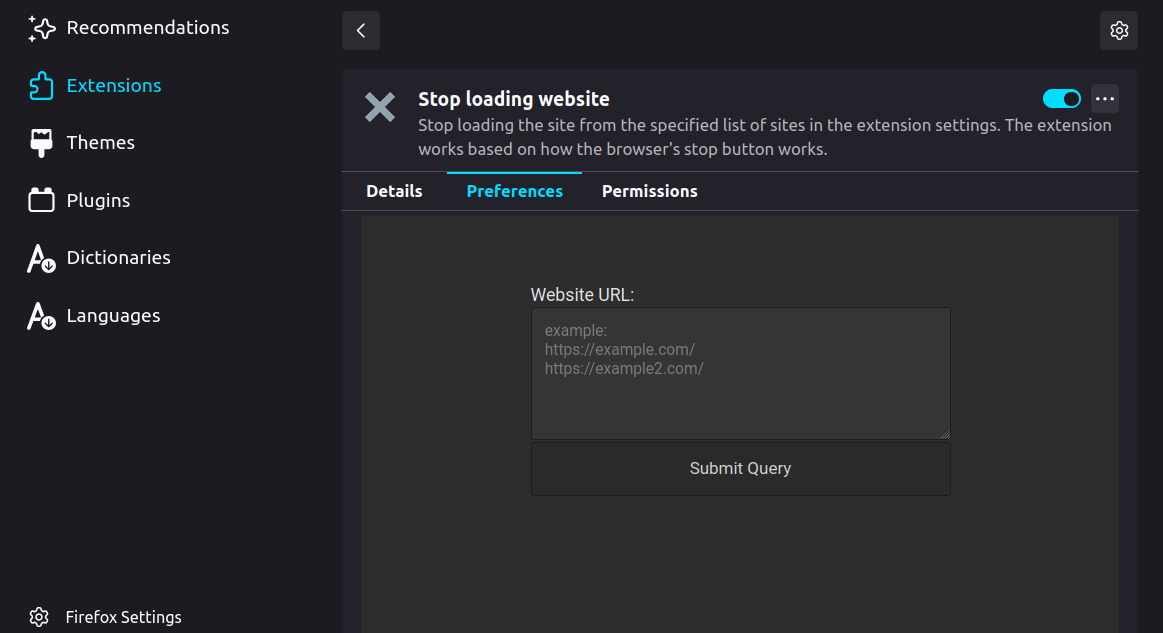 Recommendations
Extensions
Themes
Plugins
Dictionaries
Languages
Firefox Settings
Stop loading website
Stop loading the site from the specified list of sites in the extension settings. The extension
works based on how the browser's stop button works.
Details Preferences Permissions
Website URL:
example:
https://example.com/
https://example2.com/
Submit Query